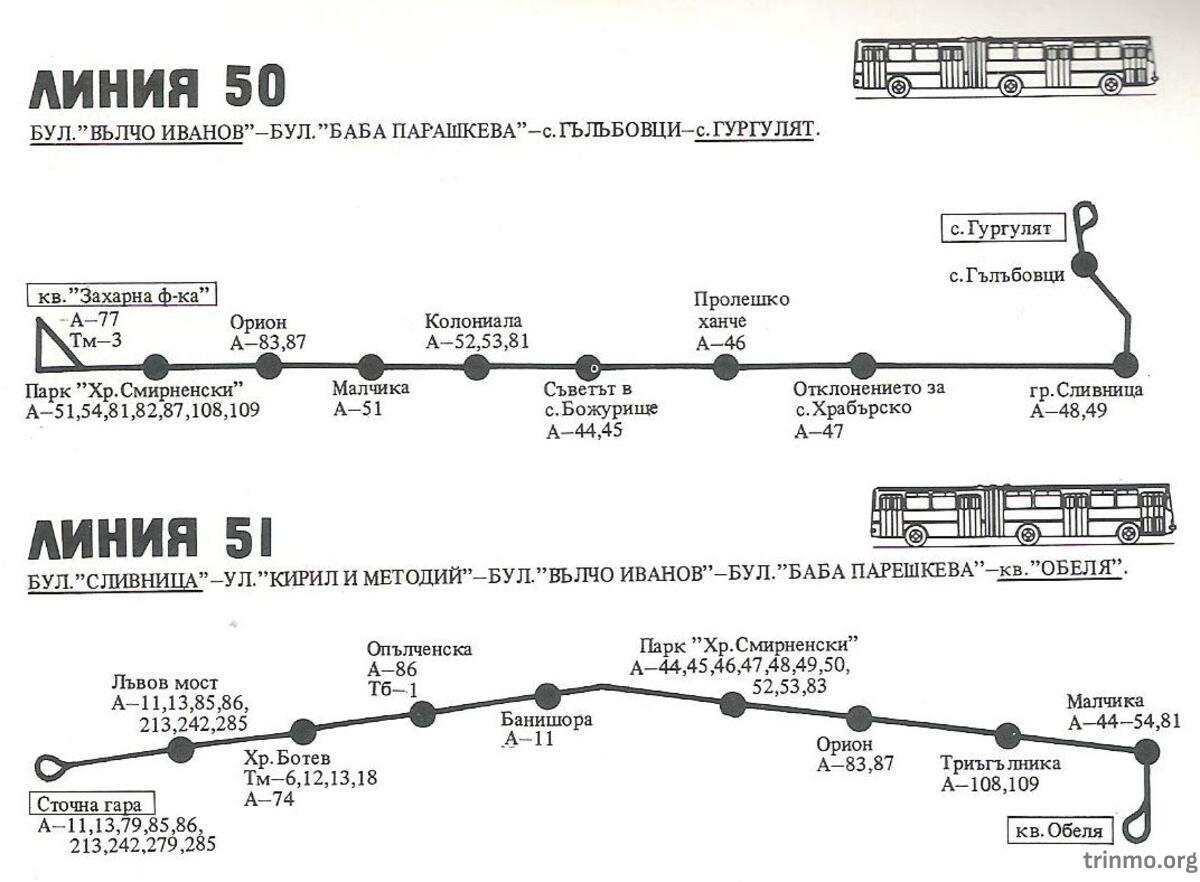 ЛИНИЯ 50
БУЛ."ВЪЛЧО ИВАНОВ"–БУЛ."БАБА ПАРАШКЕВА"–с.ГЪЛЪБОВЦИ–с.ГУРГУЛЯТ.
с.Гургулят
с.Гълъбовци
кв."Захарна ф-ка"
А–77
Тм–3
Парк "Хр.Смирненски"
А–51,54,81,82,87,108,109
Орион
А–83,87
Малчика
А–51
Колониала
А–52,53,81
Съветът в
с.Божурище
А–44,45
Пролешко
ханче
А–46
Отклонението за
с.Храбърско
А–47
гр.Сливница
А–48,49
ЛИНИЯ 51
БУЛ."СЛИВНИЦА"–УЛ."КИРИЛ И МЕТОДИЙ"–БУЛ."ВЪЛЧО ИВАНОВ"–БУЛ."БАБА ПАРЕШКЕВА"–кв."ОБЕЛЯ".
Сточна гара
А–11,13,79,85,86,
213,242,279,285
Лъвов мост
А–11,13,85,86,
213,242,285
Хр.Ботев
Тм–6,12,13,18
А–74
Опълченска
А–86
Тб–1
Банишора
А–11
Парк "Хр.Смирненски"
А–44,45,46,47,48,49,50,
52,53,83
Орион
А–83,87
Триъгълника
А–108,109
Малчика
А–44–54,81
кв.Обеля
trinmo.org